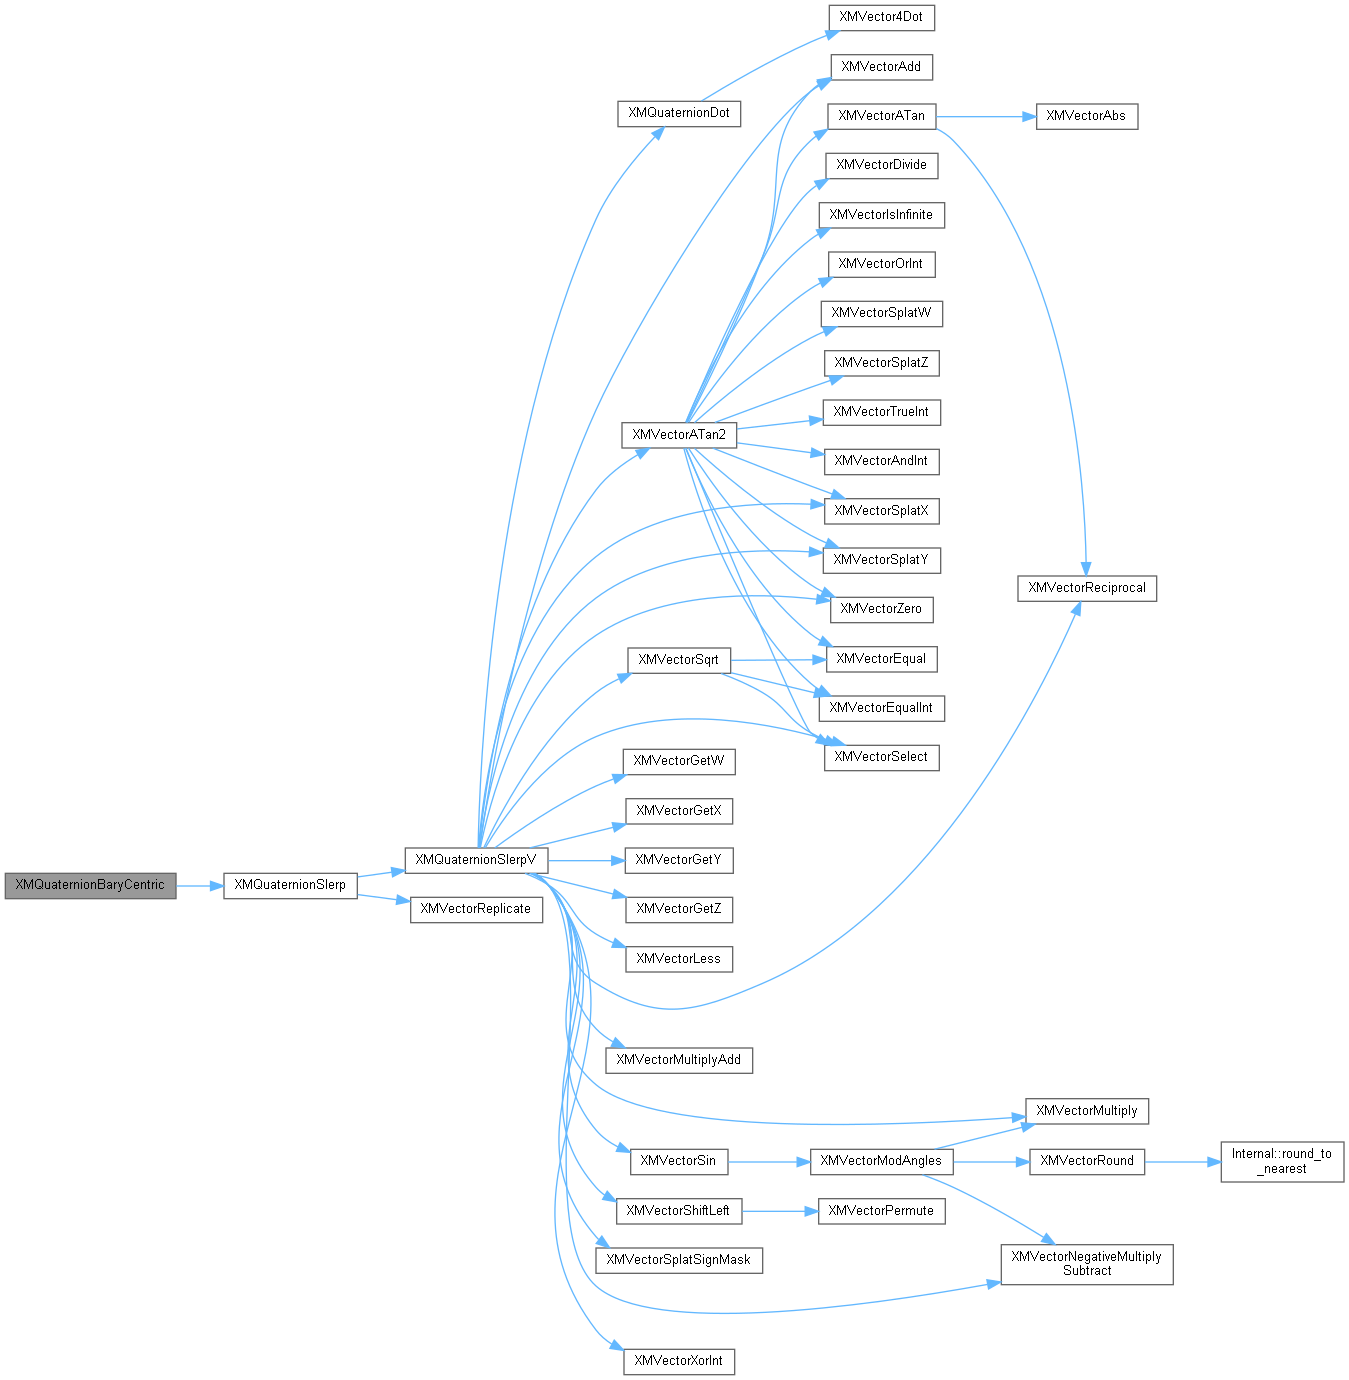 XMVector4Dot
XMVectorAdd
XMQuaternionDot
XMVectorATan
XMVectorAbs
XMVectorDivide
XMVectorIsInfinite
XMVectorOrInt
XMVectorSplatW
XMVectorSplatZ
XMVectorTrueInt
XMVectorATan2
XMVectorAndInt
XMVectorSplatX
XMVectorSplatY
XMVectorReciprocal
XMVectorZero
XMVectorSqrt
XMVectorEqual
XMVectorEqualInt
XMVectorSelect
XMVectorGetW
XMVectorGetX
XMQuaternionSlerpV
XMVectorGetY
XMQuaternionBaryCentric
XMQuaternionSlerp
XMVectorReplicate
XMVectorGetZ
XMVectorLess
XMVectorMultiplyAdd
XMVectorMultiply
XMVectorSin
XMVectorModAngles
XMVectorRound
Internal::round_to
_nearest
XMVectorShiftLeft
XMVectorPermute
XMVectorSplatSignMask
XMVectorNegativeMultiply
Subtract
XMVectorXorInt